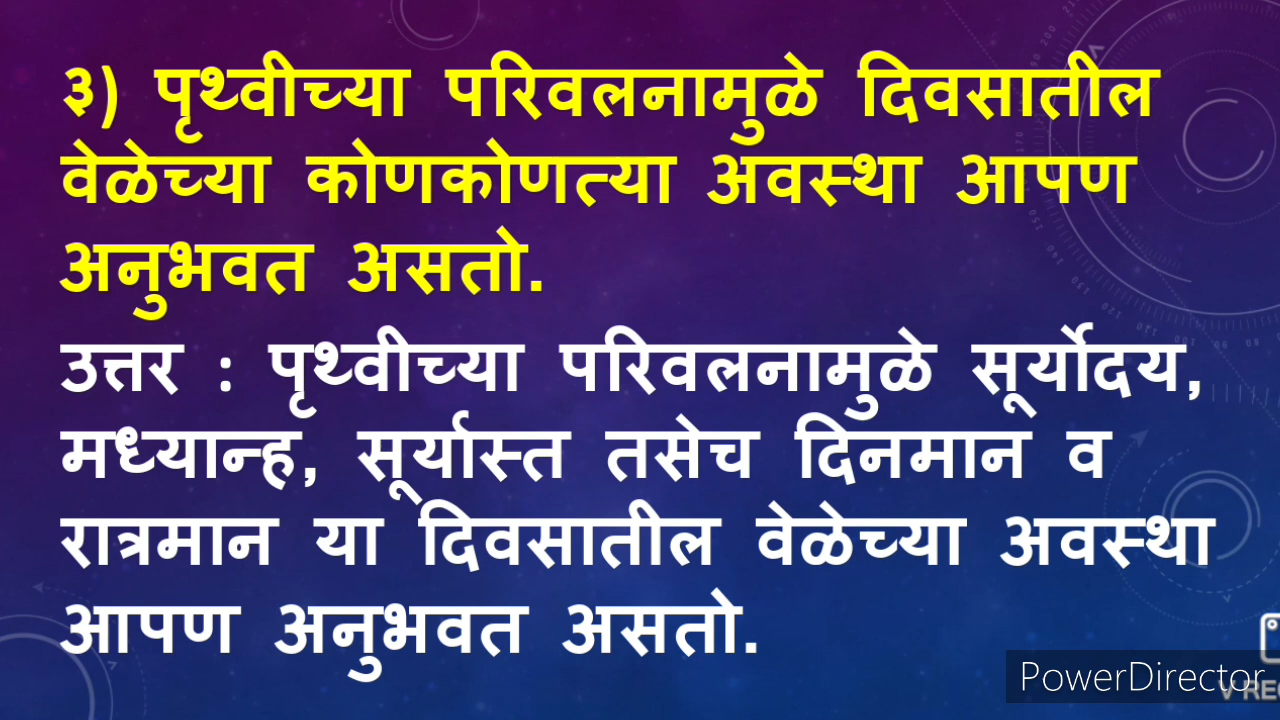 ३) पृथ्वीच्या परिवलनामुळे दिवसातील
वेळेच्या कोणकोणत्या अवस्था आपण
अनुभवत असतो.
उत्तर : पृथ्वीच्या परिवलनामुळे सूर्योदय,
मध्यान्ह, सूर्यास्त तसेच दिनमान व
रात्रमान या दिवसातील वेळेच्या अवस्था
आपण अनुभवत असतो.
PowerDirector